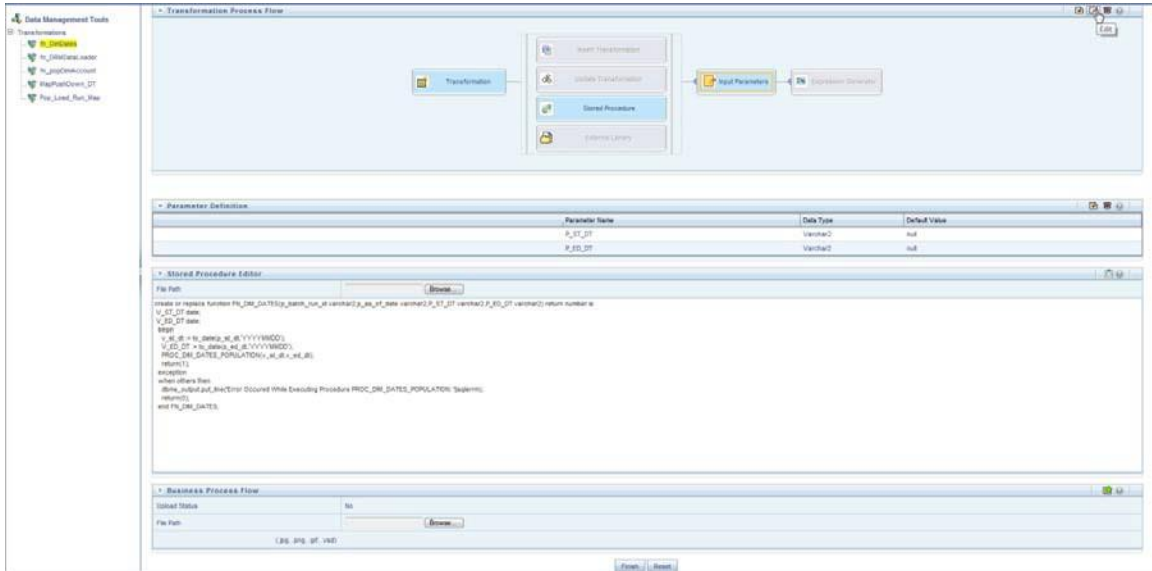 Data Management Tools
Transformations
fn_DimDates
fn_DRMDataLoader
fn_popDimAccount
MapPushDown_DT
Pop_Load_Run_Map
Transformation Process Flow
Edit
Transformation
Insert Transformation
Update Transformation
Stored Procedure
External Library
Input Parameters
Expression Generator
Parameter Definition
Parameter Name Data Type Default Value
P_ST_DT Varchar2 null
P_ED_DT Varchar2 null
Stored Procedure Editor
File Path Browse...
create or replace function FN_DIM_DATES(p_batch_run_id varchar2,p_as_of_date varchar2,P_ST_DT varchar2,P_ED_DT varchar2) return number is
V_ST_DT date;
V_ED_DT date;
begin
v_st_dt := to_date(p_st_dt,'YYYYMMDD');
V_ED_DT := to_date(p_ed_dt,'YYYYMMDD');
PROC_DIM_DATES_POPULATION(v_st_dt,v_ed_dt);
return(1);
exception
when others then
dbms_output.put_line('Error Occured While Executing Procedure PROC_DIM_DATES_POPULATION: '||sqlerrm);
return(0);
end FN_DIM_DATES;
Business Process Flow
Upload Status No
File Path Browse...
(.jpg, .png, .gif, .vsd)
Finish Reset